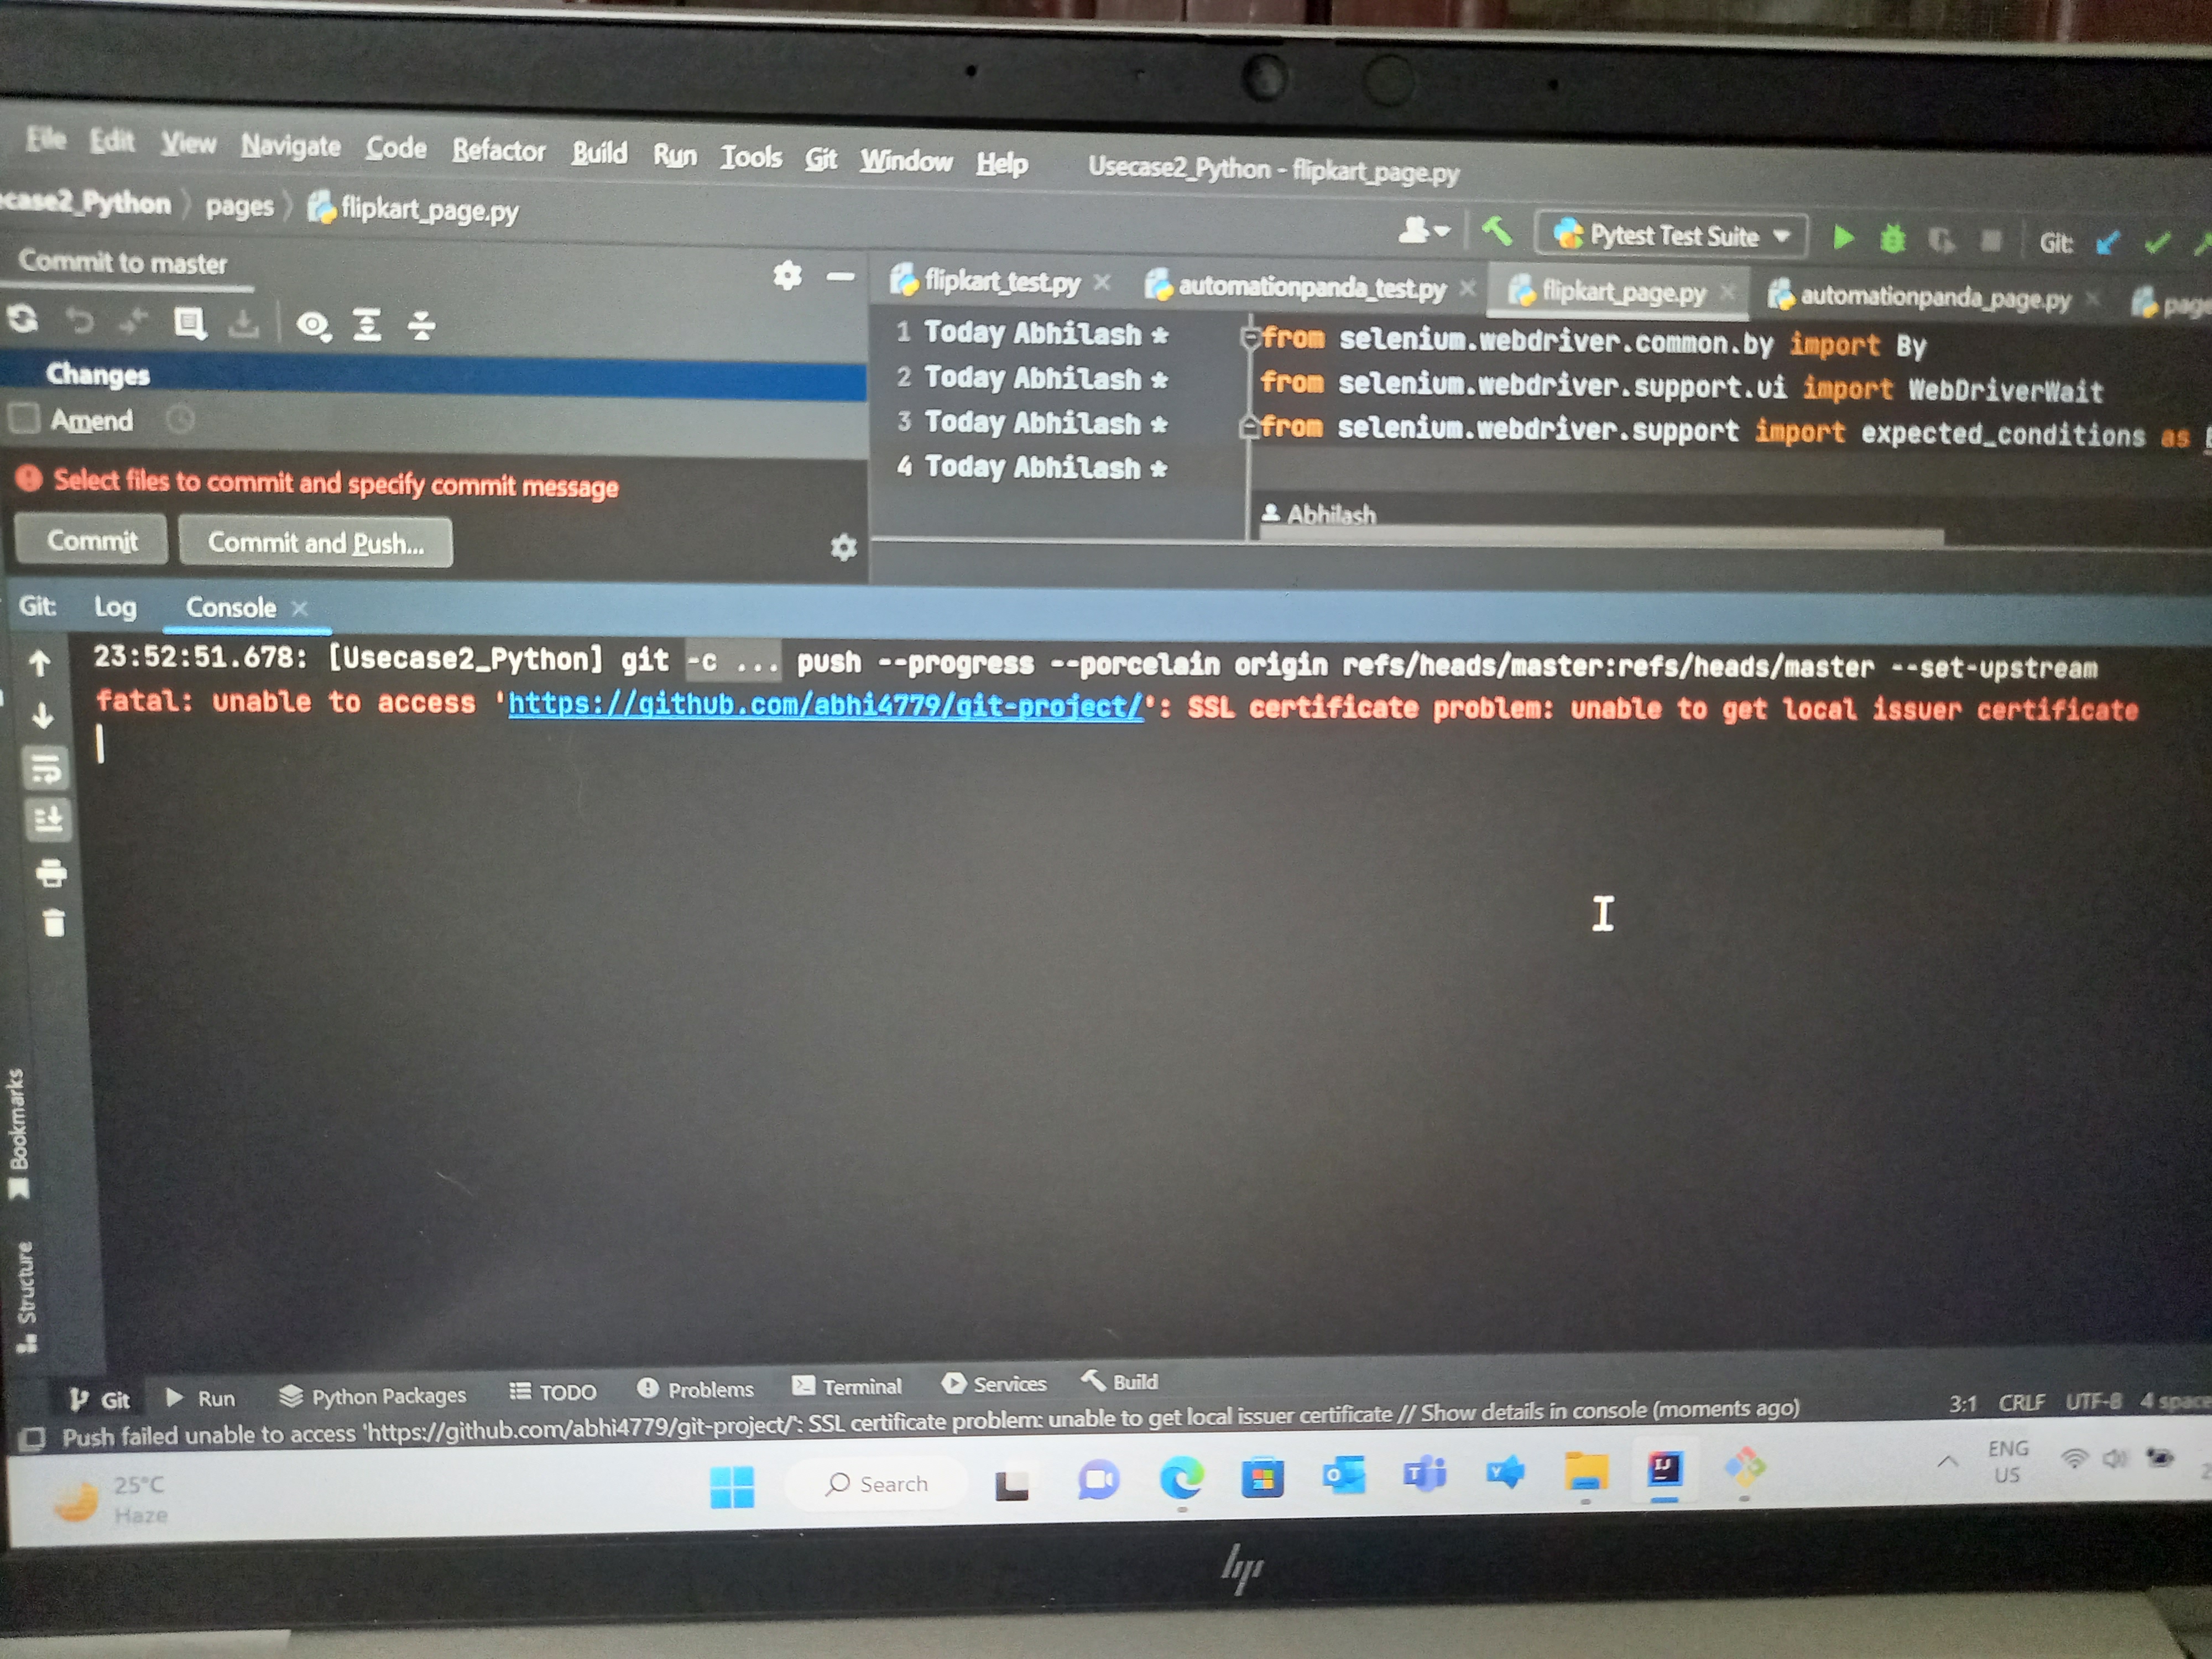 File Edit View Navigate Code Refactor Build Run Tools Git Window Help Usecase2_Python - flipkart_page.py
case2_Python 〉 pages 〉 flipkart_page.py
Pytest Test Suite Git:
Commit to master
flipkart_test.py automationpanda_test.py flipkart_page.py automationpanda_page.py
1 Today Abhilash * from selenium.webdriver.common.by import By
2 Today Abhilash * from selenium.webdriver.support.ui import WebDriverWait
3 Today Abhilash * from selenium.webdriver.support import expected_conditions as
4 Today Abhilash *
Abhilash
Changes
Amend
Select files to commit and specify commit message
Commit Commit and Push...
Git: Log Console
23:52:51.678: [Usecase2_Python] git -c ... push --progress --porcelain origin refs/heads/master:refs/heads/master --set-upstream
fatal: unable to access 'https://github.com/abhi4779/git-project/': SSL certificate problem: unable to get local issuer certificate
Bookmarks
Structure
Git Run Python Packages TODO Problems Terminal Services Build
Push failed unable to access 'https://github.com/abhi4779/git-project/': SSL certificate problem: unable to get local issuer certificate // Show details in console (moments ago) 3:1 CRLF UTF-8 4
25°C
Haze
Search
ENG
US
hp